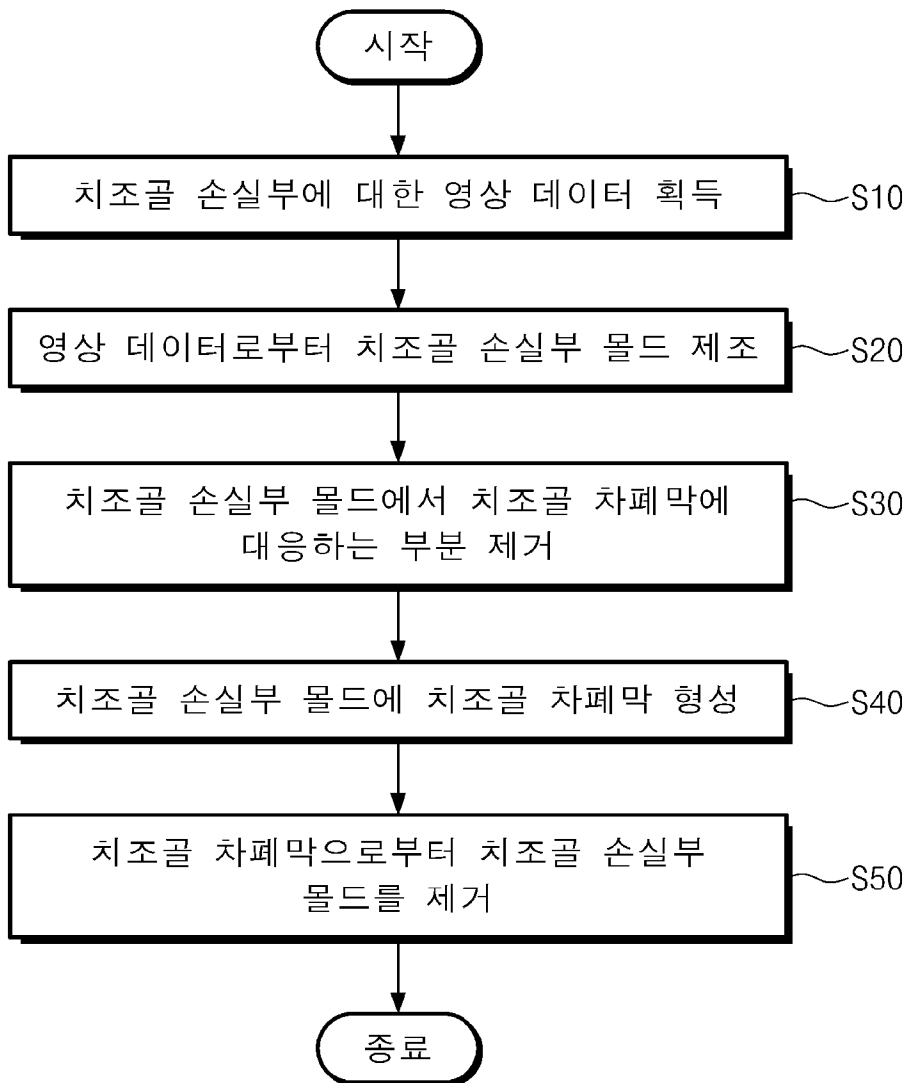 시작
치조골 손실부에 대한 영상 데이터 획득
S10
영상 데이터로부터 치조골 손실부 몰드 제조
S20
치조골 손실부 몰드에서 치조골 차폐막에
대응하는 부분 제거
S30
치조골 손실부 몰드에 치조골 차폐막 형성
S40
치조골 차폐막으로부터 치조골 손실부
몰드를 제거
S50
종료